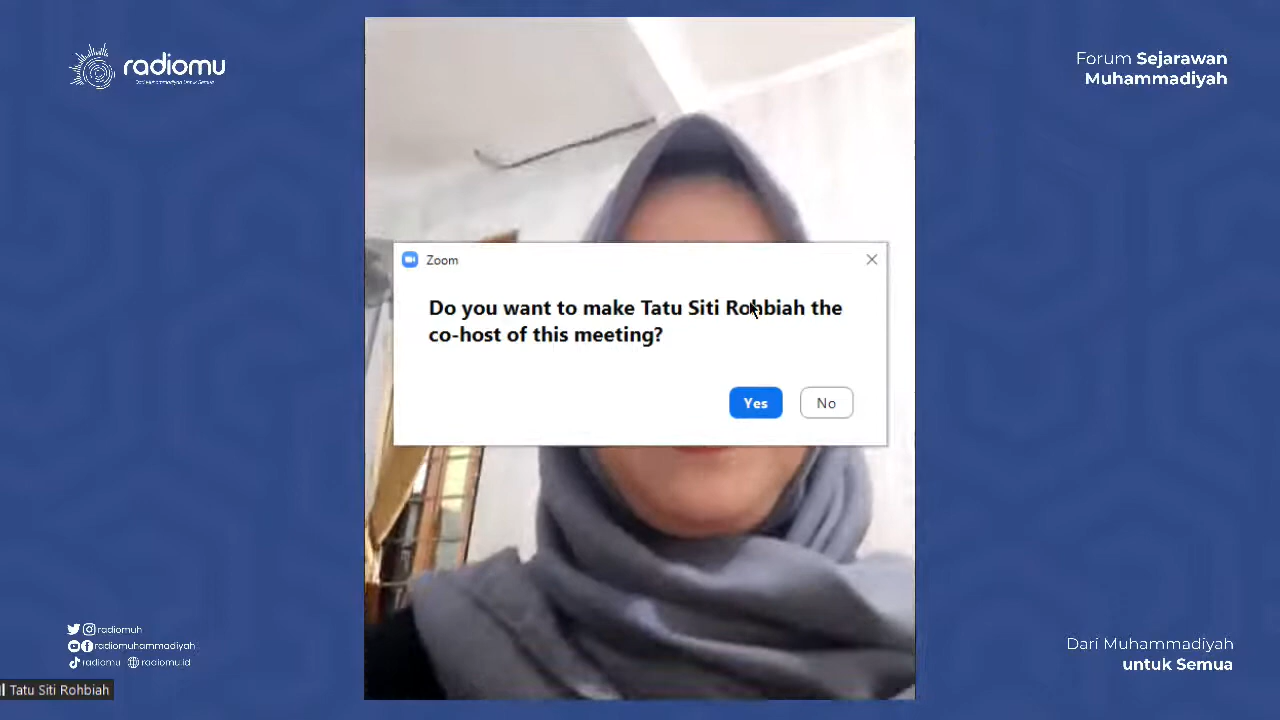 radiomu
Forum Sejarawan
Muhammadiyah
Zoom
Do you want to make Tatu Siti Rohbiah the
co-host of this meeting?
Yes
No
radiomuh
radiomuhammadiyah
radiomu radiomu.id
Dari Muhammadiyah
untuk Semua
Tatu Siti Rohbiah